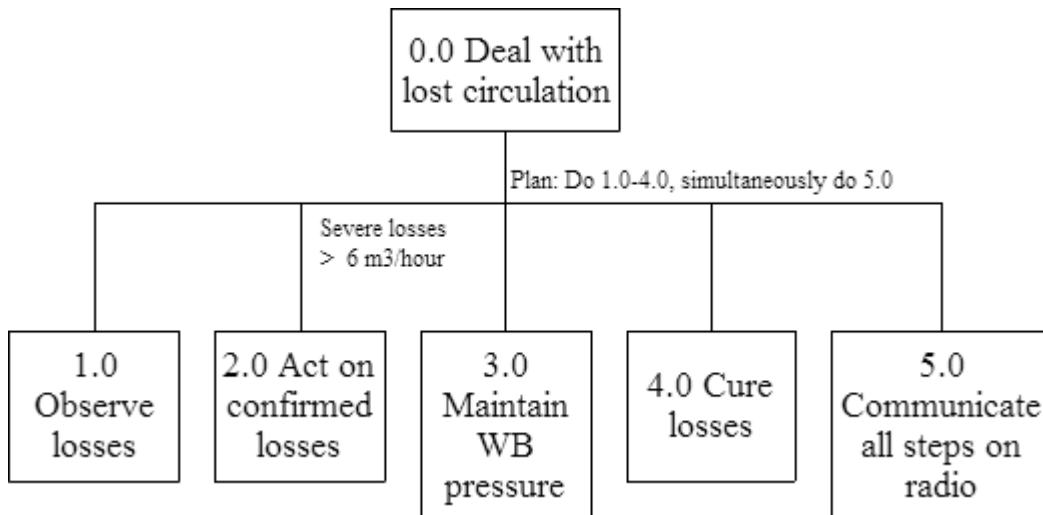 0.0 Deal with
lost circulation
Plan: Do 1.0-4.0, simultaneously do 5.0
Severe losses
> 6 m3/hour
1.0
Observe
losses
2.0 Act on
confirmed
losses
3.0
Maintain
WB
pressure
4.0 Cure
losses
5.0
Communicate
all steps on
radio